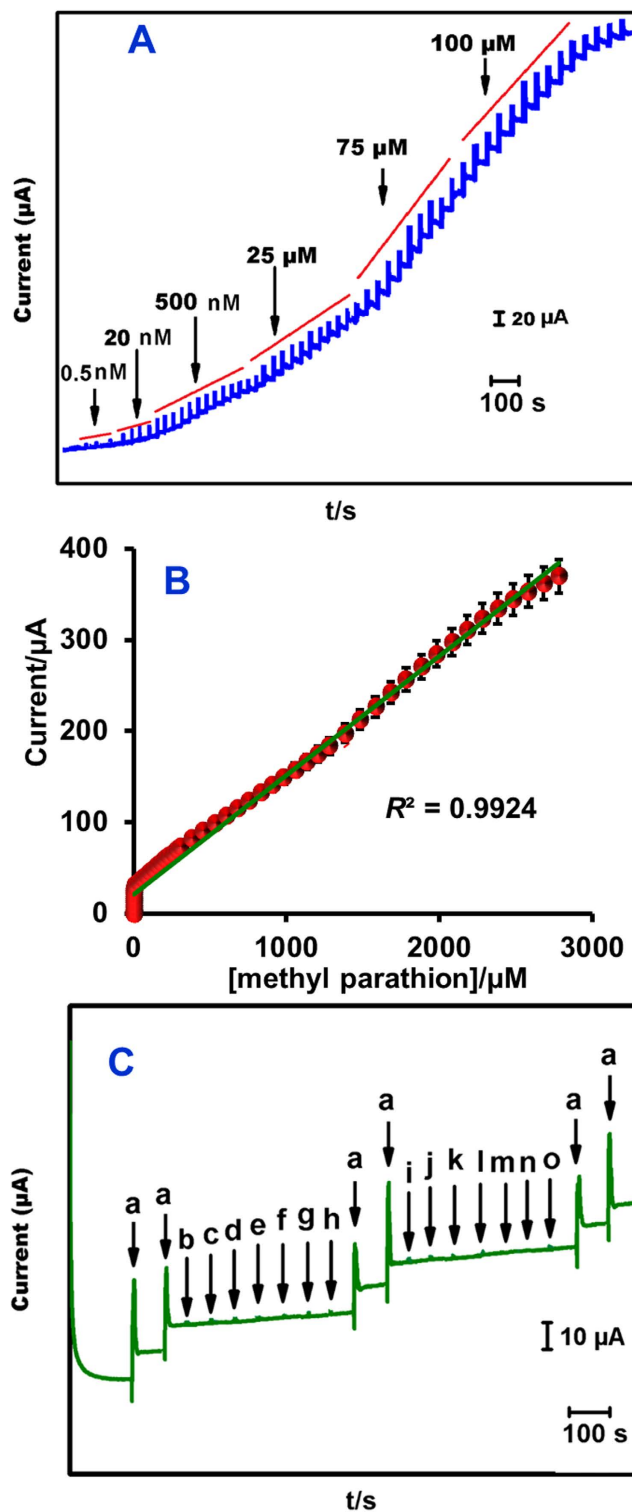 A
100 µM
75 µM
25 µM
500 nM
20 nM
0.5nM
20 µA
100 s
Current (µA)
t/s
B
400
300
200
100
0
Current/µA
R² = 0.9924
0 1000 2000 3000
[methyl parathion]/µM
C
a
a
a
a
a
a
b c d e f g h
i j k l m n o
10 µA
100 s
Current (µA)
t/s